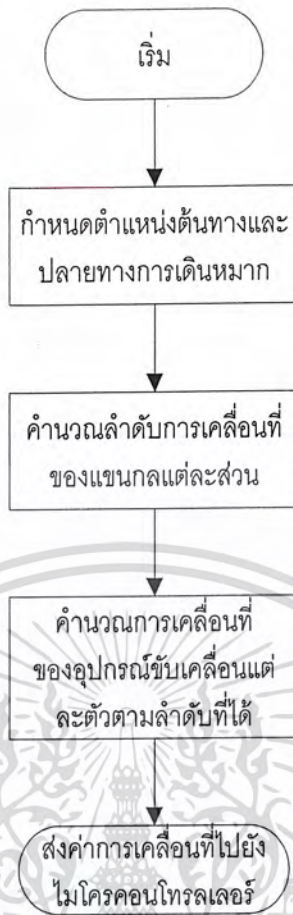 เริ่ม
กำหนดตำแหน่งต้นทางและ
ปลายทางการเดินหมาก
คำนวณลำดับการเคลื่อนที่
ของแขนกลแต่ละส่วน
คำนวณการเคลื่อนที่
ของอุปกรณ์ขับเคลื่อนแต่
ละตัวตามลำดับที่ได้
ส่งค่าการเคลื่อนที่ไปยัง
ไมโครคอนโทรลเลอร์